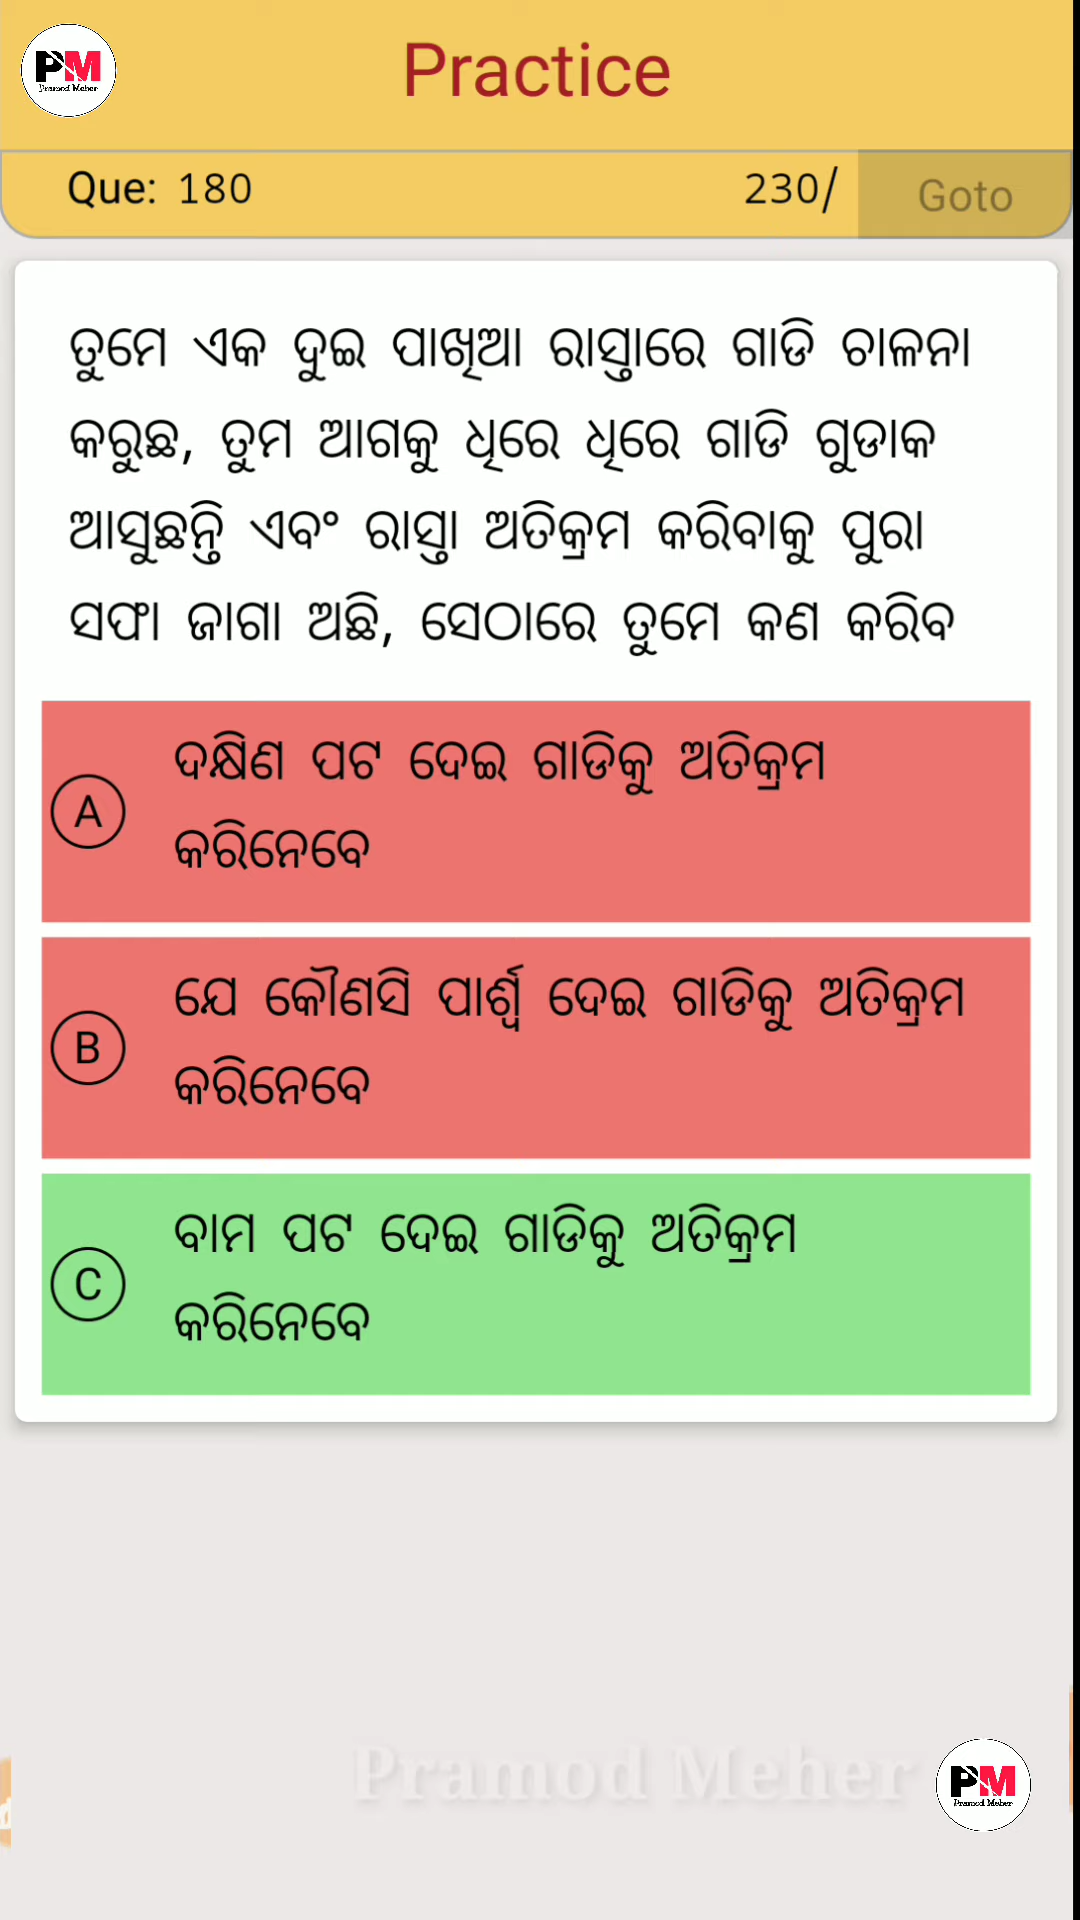 PM
Pramod Meher
Practice
Que: 180
230/
Goto
ତୁମେ ଏକ ଦୁଇ ପାଖିଆ ରାସ୍ତାରେ ଗାଡି ଚାଳନା
କରୁଛ, ତୁମ ଆଗକୁ ଧିରେ ଧିରେ ଗାଡି ଗୁଡାକ
ଆସୁଛନ୍ତି ଏବଂ ରାସ୍ତା ଅତିକ୍ରମ କରିବାକୁ ପୁରା
ସଫା ଜାଗା ଅଛି, ସେଠାରେ ତୁମେ କଣ କରିବ
A
ଦକ୍ଷିଣ ପଟ ଦେଇ ଗାଡିକୁ ଅତିକ୍ରମ
କରିନେବେ
B
ଯେ କୌଣସି ପାର୍ଶ୍ୱ ଦେଇ ଗାଡିକୁ ଅତିକ୍ରମ
କରିନେବେ
C
ବାମ ପଟ ଦେଇ ଗାଡିକୁ ଅତିକ୍ରମ
କରିନେବେ
Pramod Meher
PM
Pramod Meher